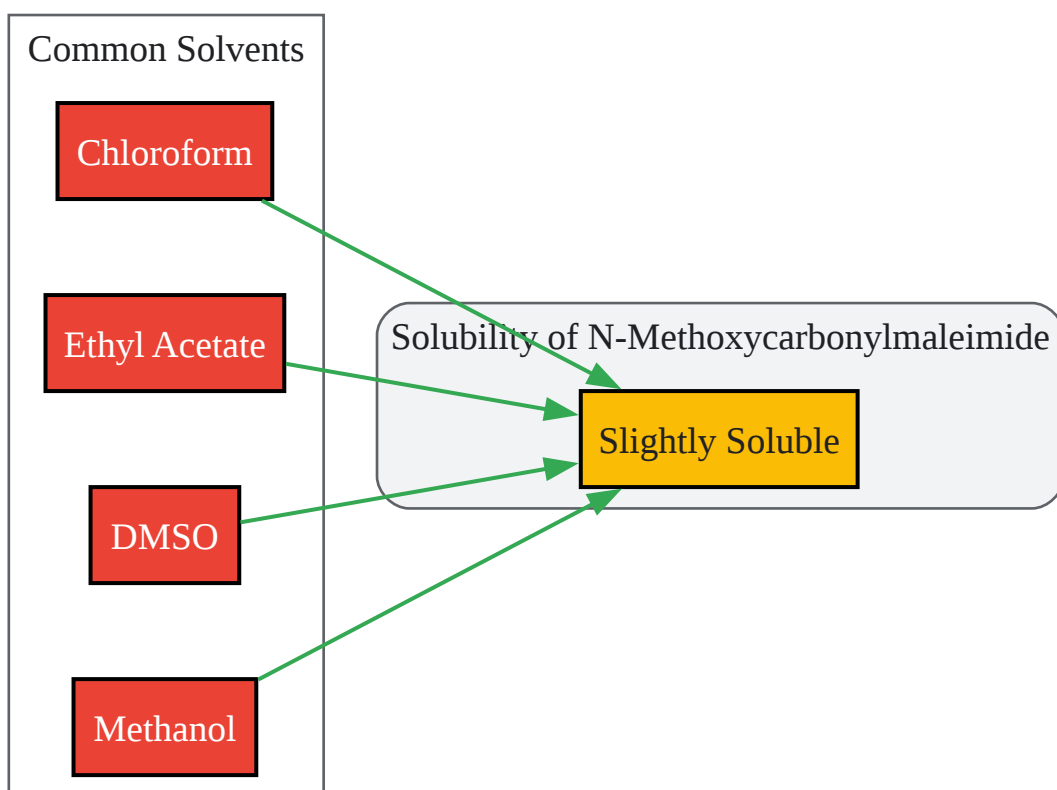 Common Solvents
Chloroform
Ethyl Acetate
DMSO
Methanol
Solubility of N-Methoxycarbonylmaleimide
Slightly Soluble